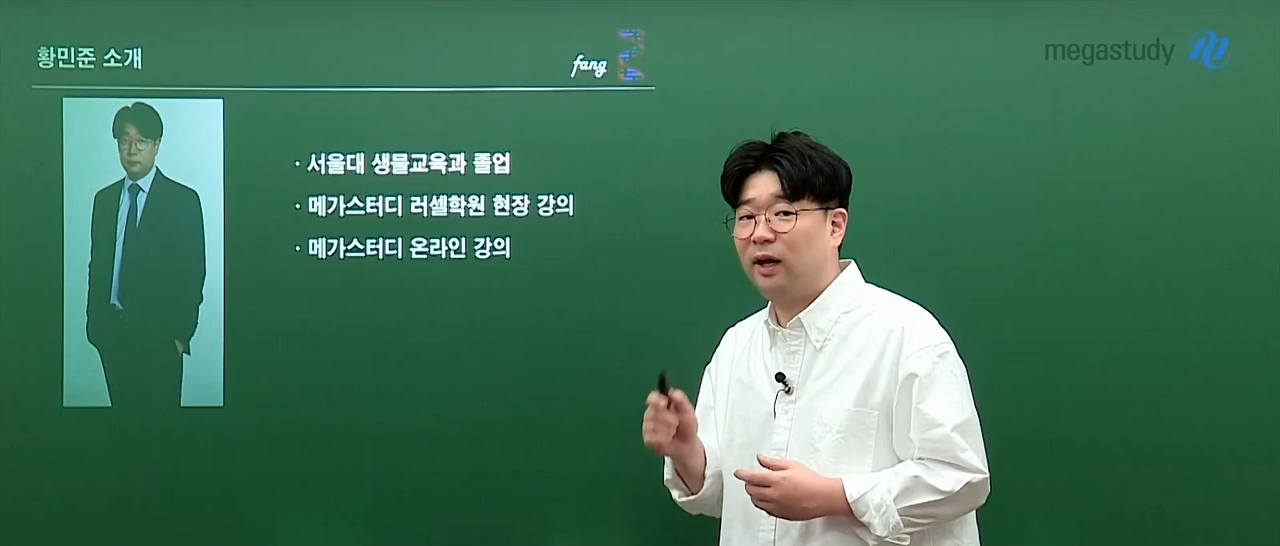 황민준 소개
fang
megastudy
· 서울대 생물교육과 졸업
· 메가스터디 러셀학원 현장 강의
· 메가스터디 온라인 강의